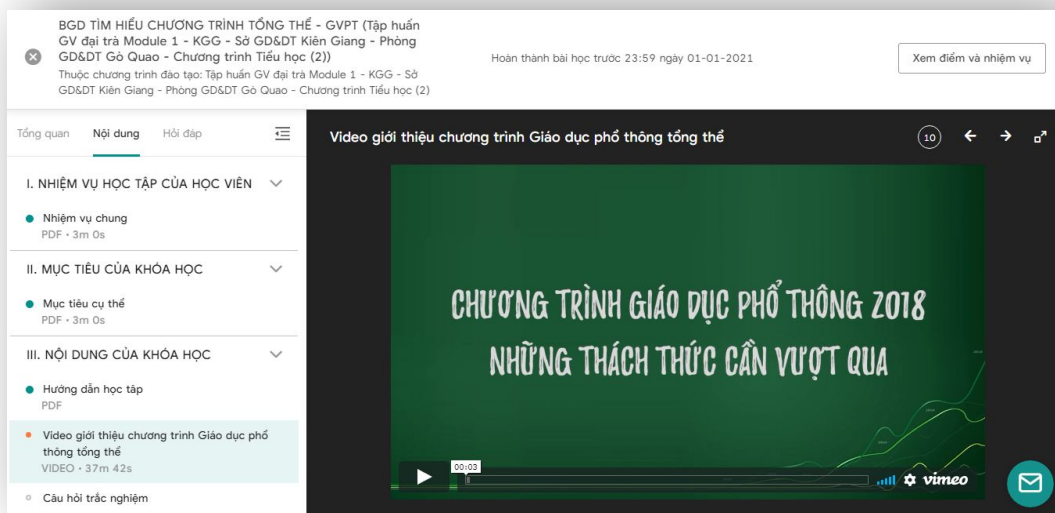 BGD TÌM HIỂU CHƯƠNG TRÌNH TỔNG THỂ - GVPT (Tập huấn
GV đại trà Module 1 - KGG - Sở GD&ĐT Kiên Giang - Phòng
GD&ĐT Gò Quao - Chương trình Tiểu học (2))
Thuộc chương trình đào tạo: Tập huấn GV đại trà Module 1 - KGG - Sở
GD&ĐT Kiên Giang - Phòng GD&ĐT Gò Quao - Chương trình Tiểu học (2)
Hoàn thành bài học trước 23:59 ngày 01-01-2021
Xem điểm và nhiệm vụ
Tổng quan Nội dung Hỏi đáp
I. NHIỆM VỤ HỌC TẬP CỦA HỌC VIÊN
Nhiệm vụ chung
PDF • 3m 0s
II. MỤC TIÊU CỦA KHÓA HỌC
Mục tiêu cụ thể
PDF • 3m 0s
III. NỘI DUNG CỦA KHÓA HỌC
Hướng dẫn học tập
PDF
Video giới thiệu chương trình Giáo dục phổ
thông tổng thể
VIDEO • 37m 42s
Câu hỏi trắc nghiệm
Video giới thiệu chương trình Giáo dục phổ thông tổng thể
10
CHƯƠNG TRÌNH GIÁO DỤC PHỔ THÔNG 2018
NHỮNG THÁCH THỨC CẦN VƯỢT QUA
00:03
vimeo